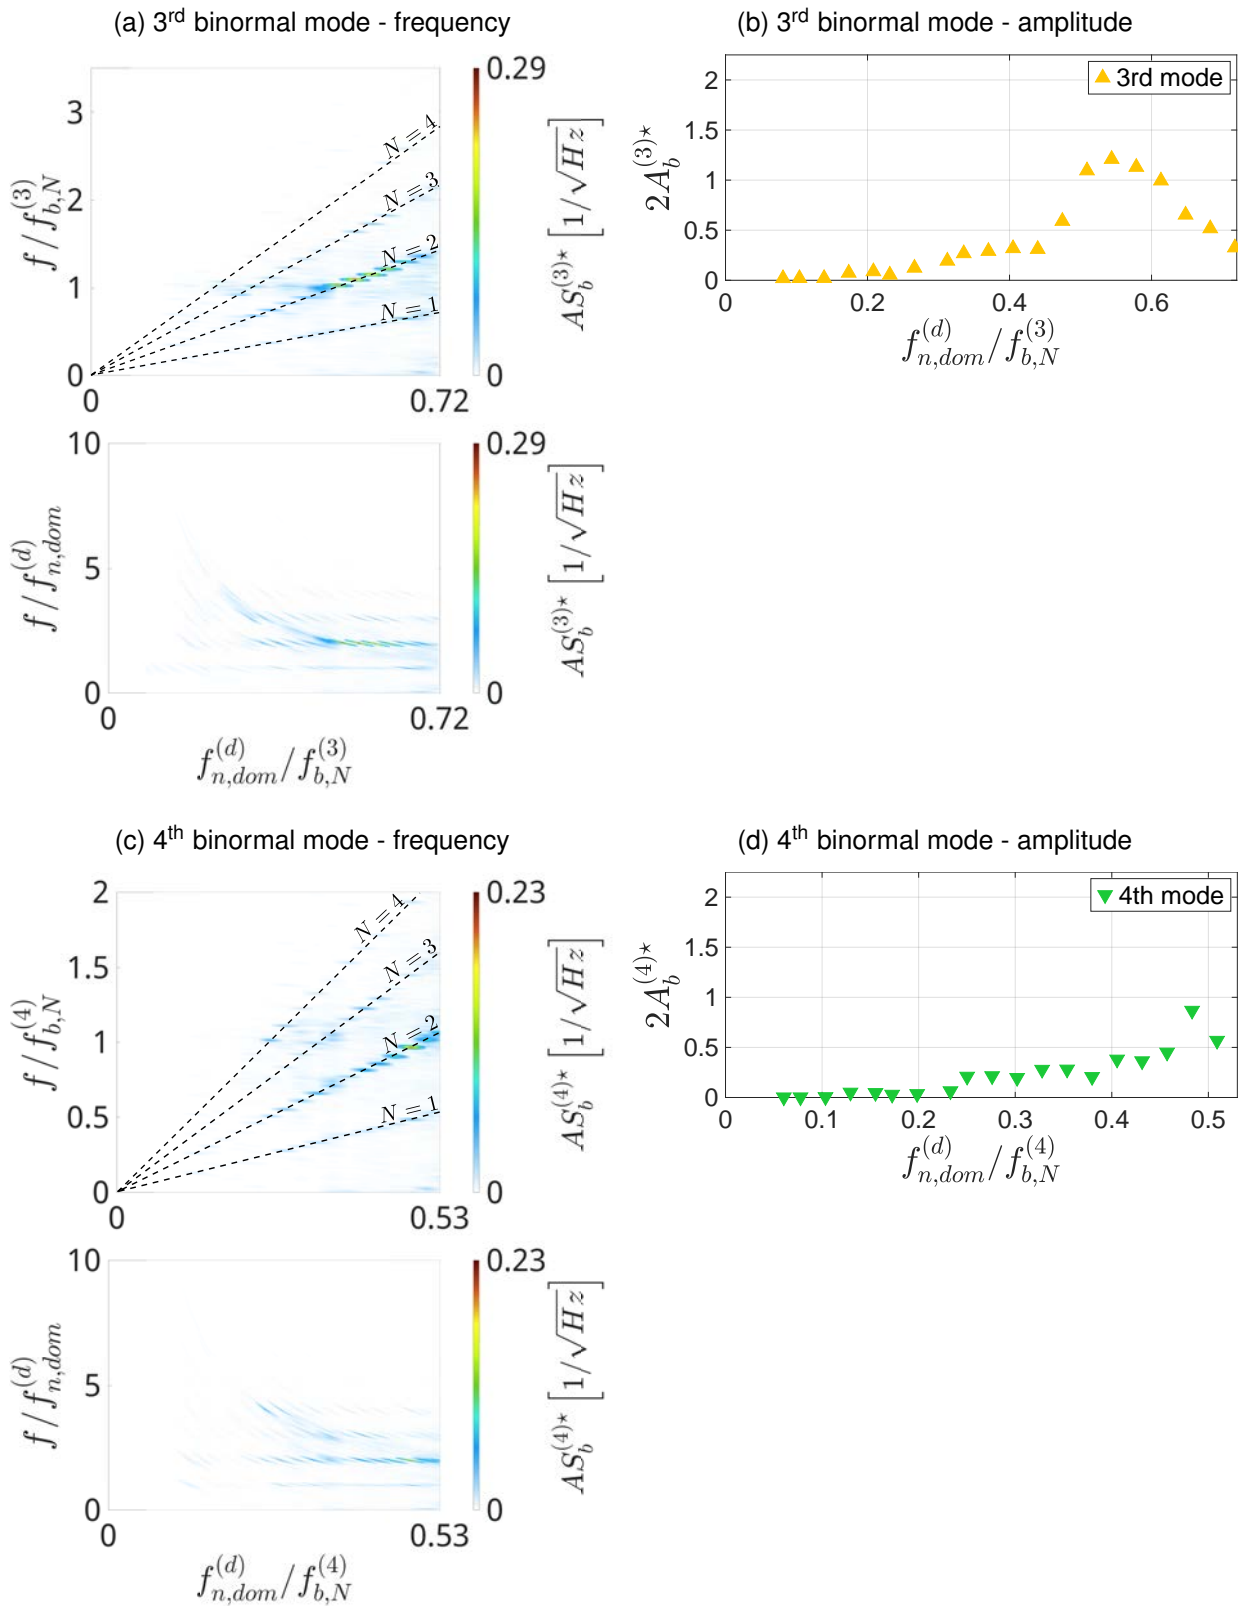 (a) 3rd binormal mode - frequency
f / f_{b,N}^{(3)}
3
2
1
0
N = 4
N = 3
N = 2
N = 1
0
0.72
0.29
0
AS_b^{(3)⋆} [1/√Hz]
(b) 3rd binormal mode - amplitude
2A_b^{(3)⋆}
2
1.5
1
0.5
0
3rd mode
0 0.2 0.4 0.6
f_{n,dom}^{(d)} / f_{b,N}^{(3)}
f / f_{n,dom}^{(d)}
10
5
0
0
0.72
f_{n,dom}^{(d)} / f_{b,N}^{(3)}
0.29
0
AS_b^{(3)⋆} [1/√Hz]
(c) 4th binormal mode - frequency
f / f_{b,N}^{(4)}
2
1.5
1
0.5
0
N = 4
N = 3
N = 2
N = 1
0
0.53
0.23
0
AS_b^{(4)⋆} [1/√Hz]
(d) 4th binormal mode - amplitude
2A_b^{(4)⋆}
2
1.5
1
0.5
0
4th mode
0 0.1 0.2 0.3 0.4 0.5
f_{n,dom}^{(d)} / f_{b,N}^{(4)}
f / f_{n,dom}^{(d)}
10
5
0
0
0.53
f_{n,dom}^{(d)} / f_{b,N}^{(4)}
0.23
0
AS_b^{(4)⋆} [1/√Hz]